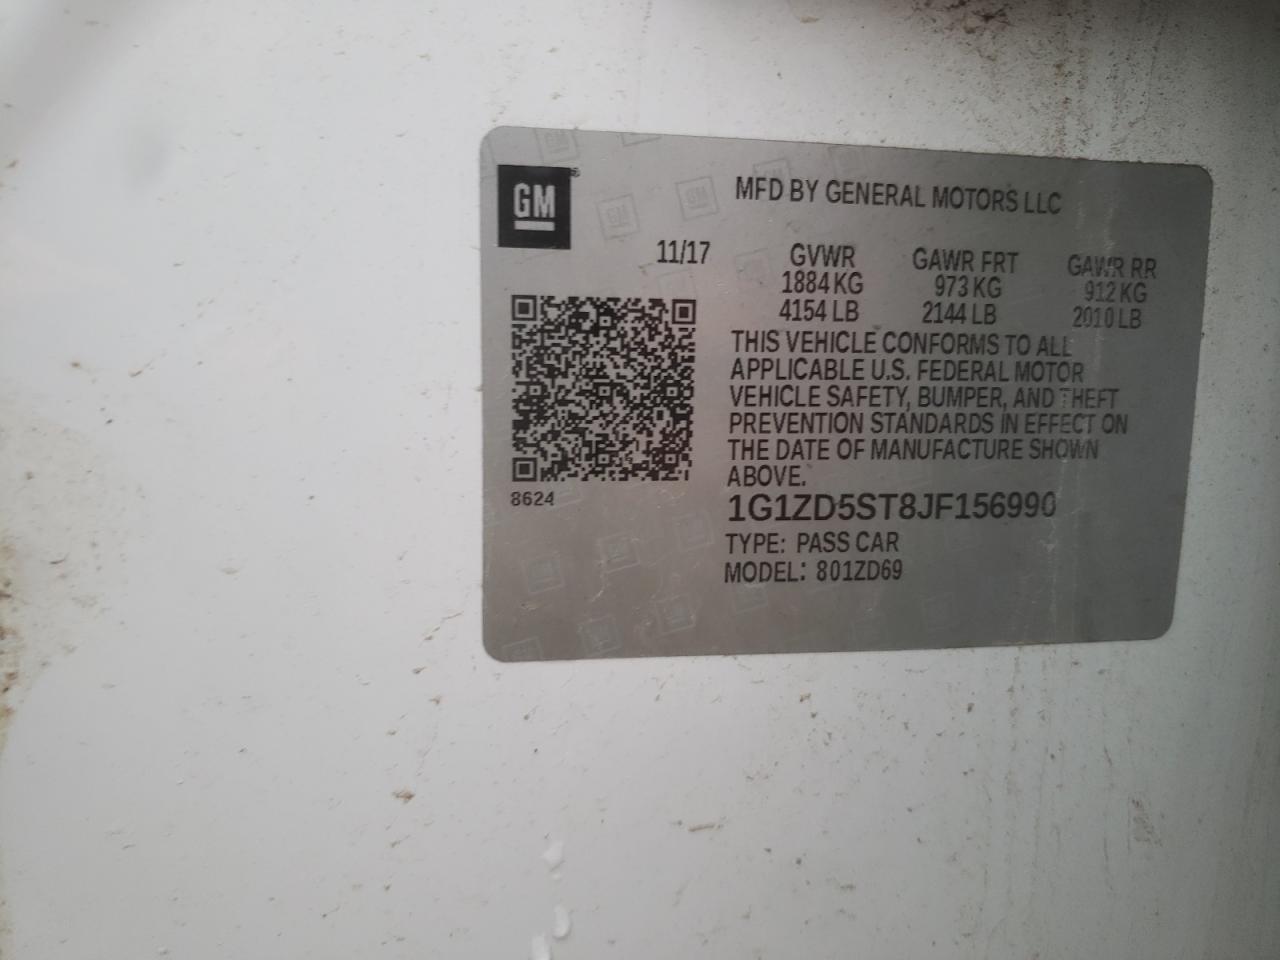 GM
MFD BY GENERAL MOTORS LLC
11/17
GVWR GAWR FRT GAWR RR
1884 KG 973 KG 912 KG
4154 LB 2144 LB 2010 LB
THIS VEHICLE CONFORMS TO ALL
APPLICABLE U.S. FEDERAL MOTOR
VEHICLE SAFETY, BUMPER, AND THEFT
PREVENTION STANDARDS IN EFFECT ON
THE DATE OF MANUFACTURE SHOWN
ABOVE.
8624
1G1ZD5ST8JF156990
TYPE: PASS CAR
MODEL: 801ZD69